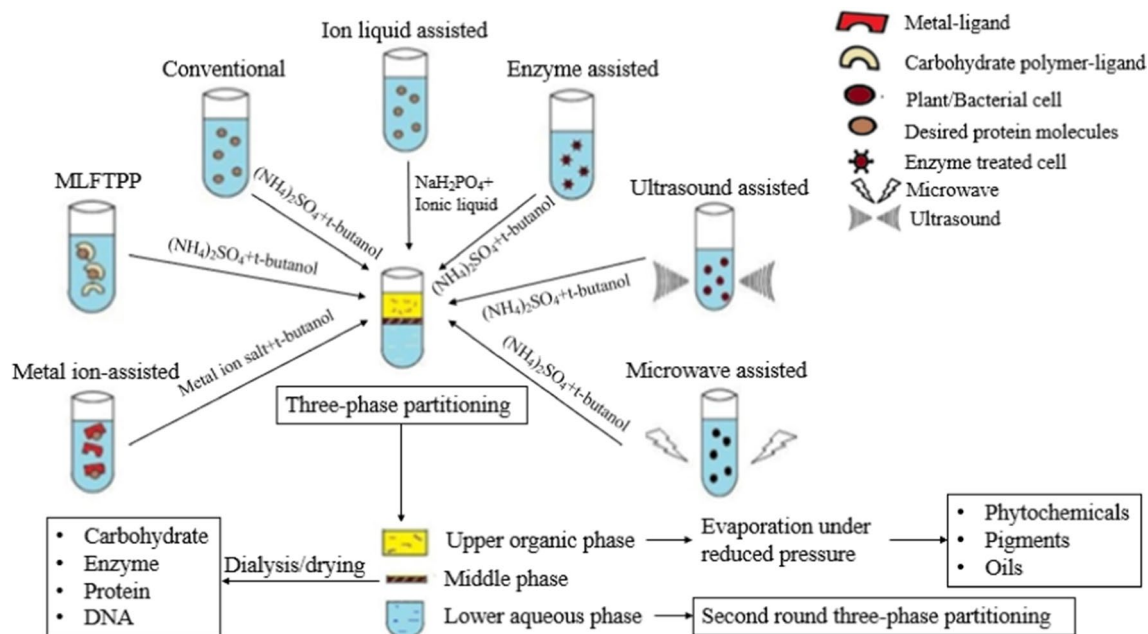 Ion liquid assisted
Conventional
Enzyme assisted
MLFTPP
Ultrasound assisted
Metal-ligand
Carbohydrate polymer-ligand
Plant/Bacterial cell
Desired protein molecules
Enzyme treated cell
Microwave
Ultrasound
(NH₄)₂SO₄+t-butanol
NaH₂PO₄+
Ionic liquid
(NH₄)₂SO₄+t-butanol
(NH₄)₂SO₄+t-butanol
(NH₄)₂SO₄+t-butanol
Metal ion-assisted
Metal ion salt+t-butanol
(NH₄)₂SO₄+t-butanol
Microwave assisted
Three-phase partitioning
• Carbohydrate
• Enzyme
• Protein
• DNA
Dialysis/drying
Upper organic phase
Middle phase
Lower aqueous phase
Evaporation under
reduced pressure
• Phytochemicals
• Pigments
• Oils
Second round three-phase partitioning